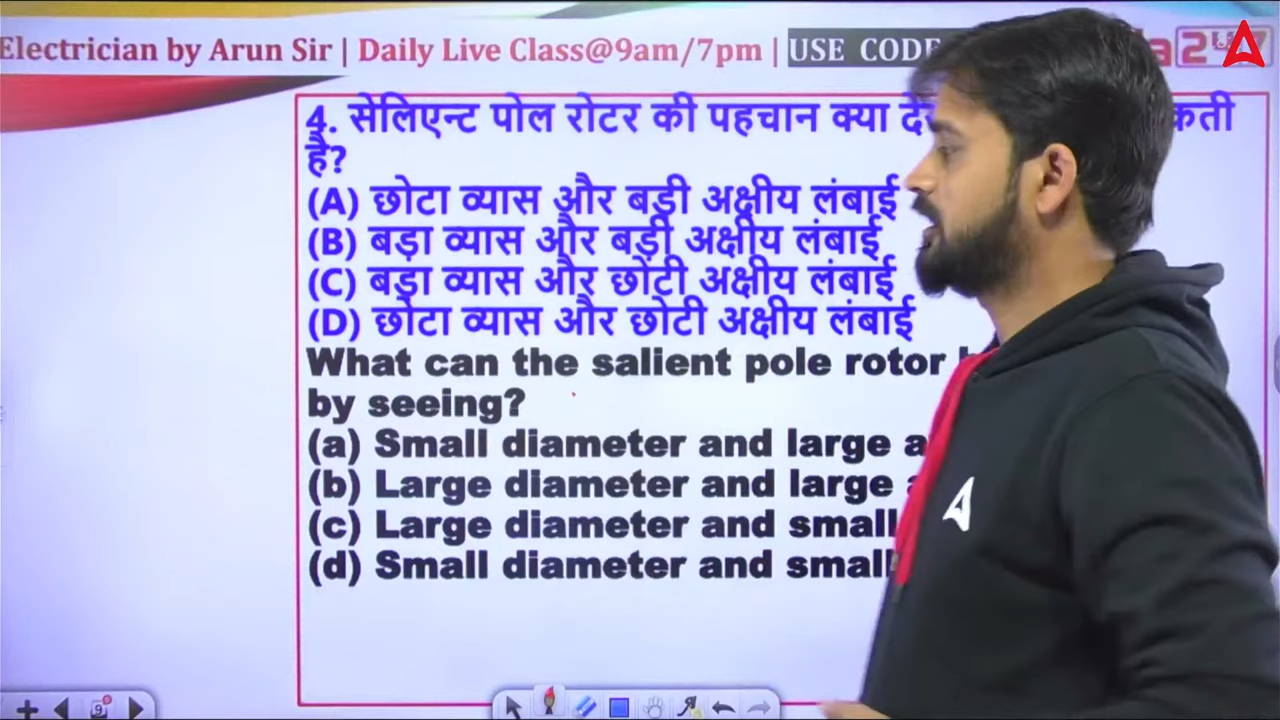 Electrician by Arun Sir | Daily Live Class@9am/7pm | USE CODE
4. सेलिएन्ट पोल रोटर की पहचान क्या
है?
(A) छोटा व्यास और बड़ी अक्षीय लंबाई
(B) बड़ा व्यास और बड़ी अक्षीय लंबाई
(C) बड़ा व्यास और छोटी अक्षीय लंबाई
(D) छोटा व्यास और छोटी अक्षीय लंबाई
What can the salient pole rotor
by seeing?
(a) Small diameter and large
(b) Large diameter and large
(c) Large diameter and small
(d) Small diameter and small
9